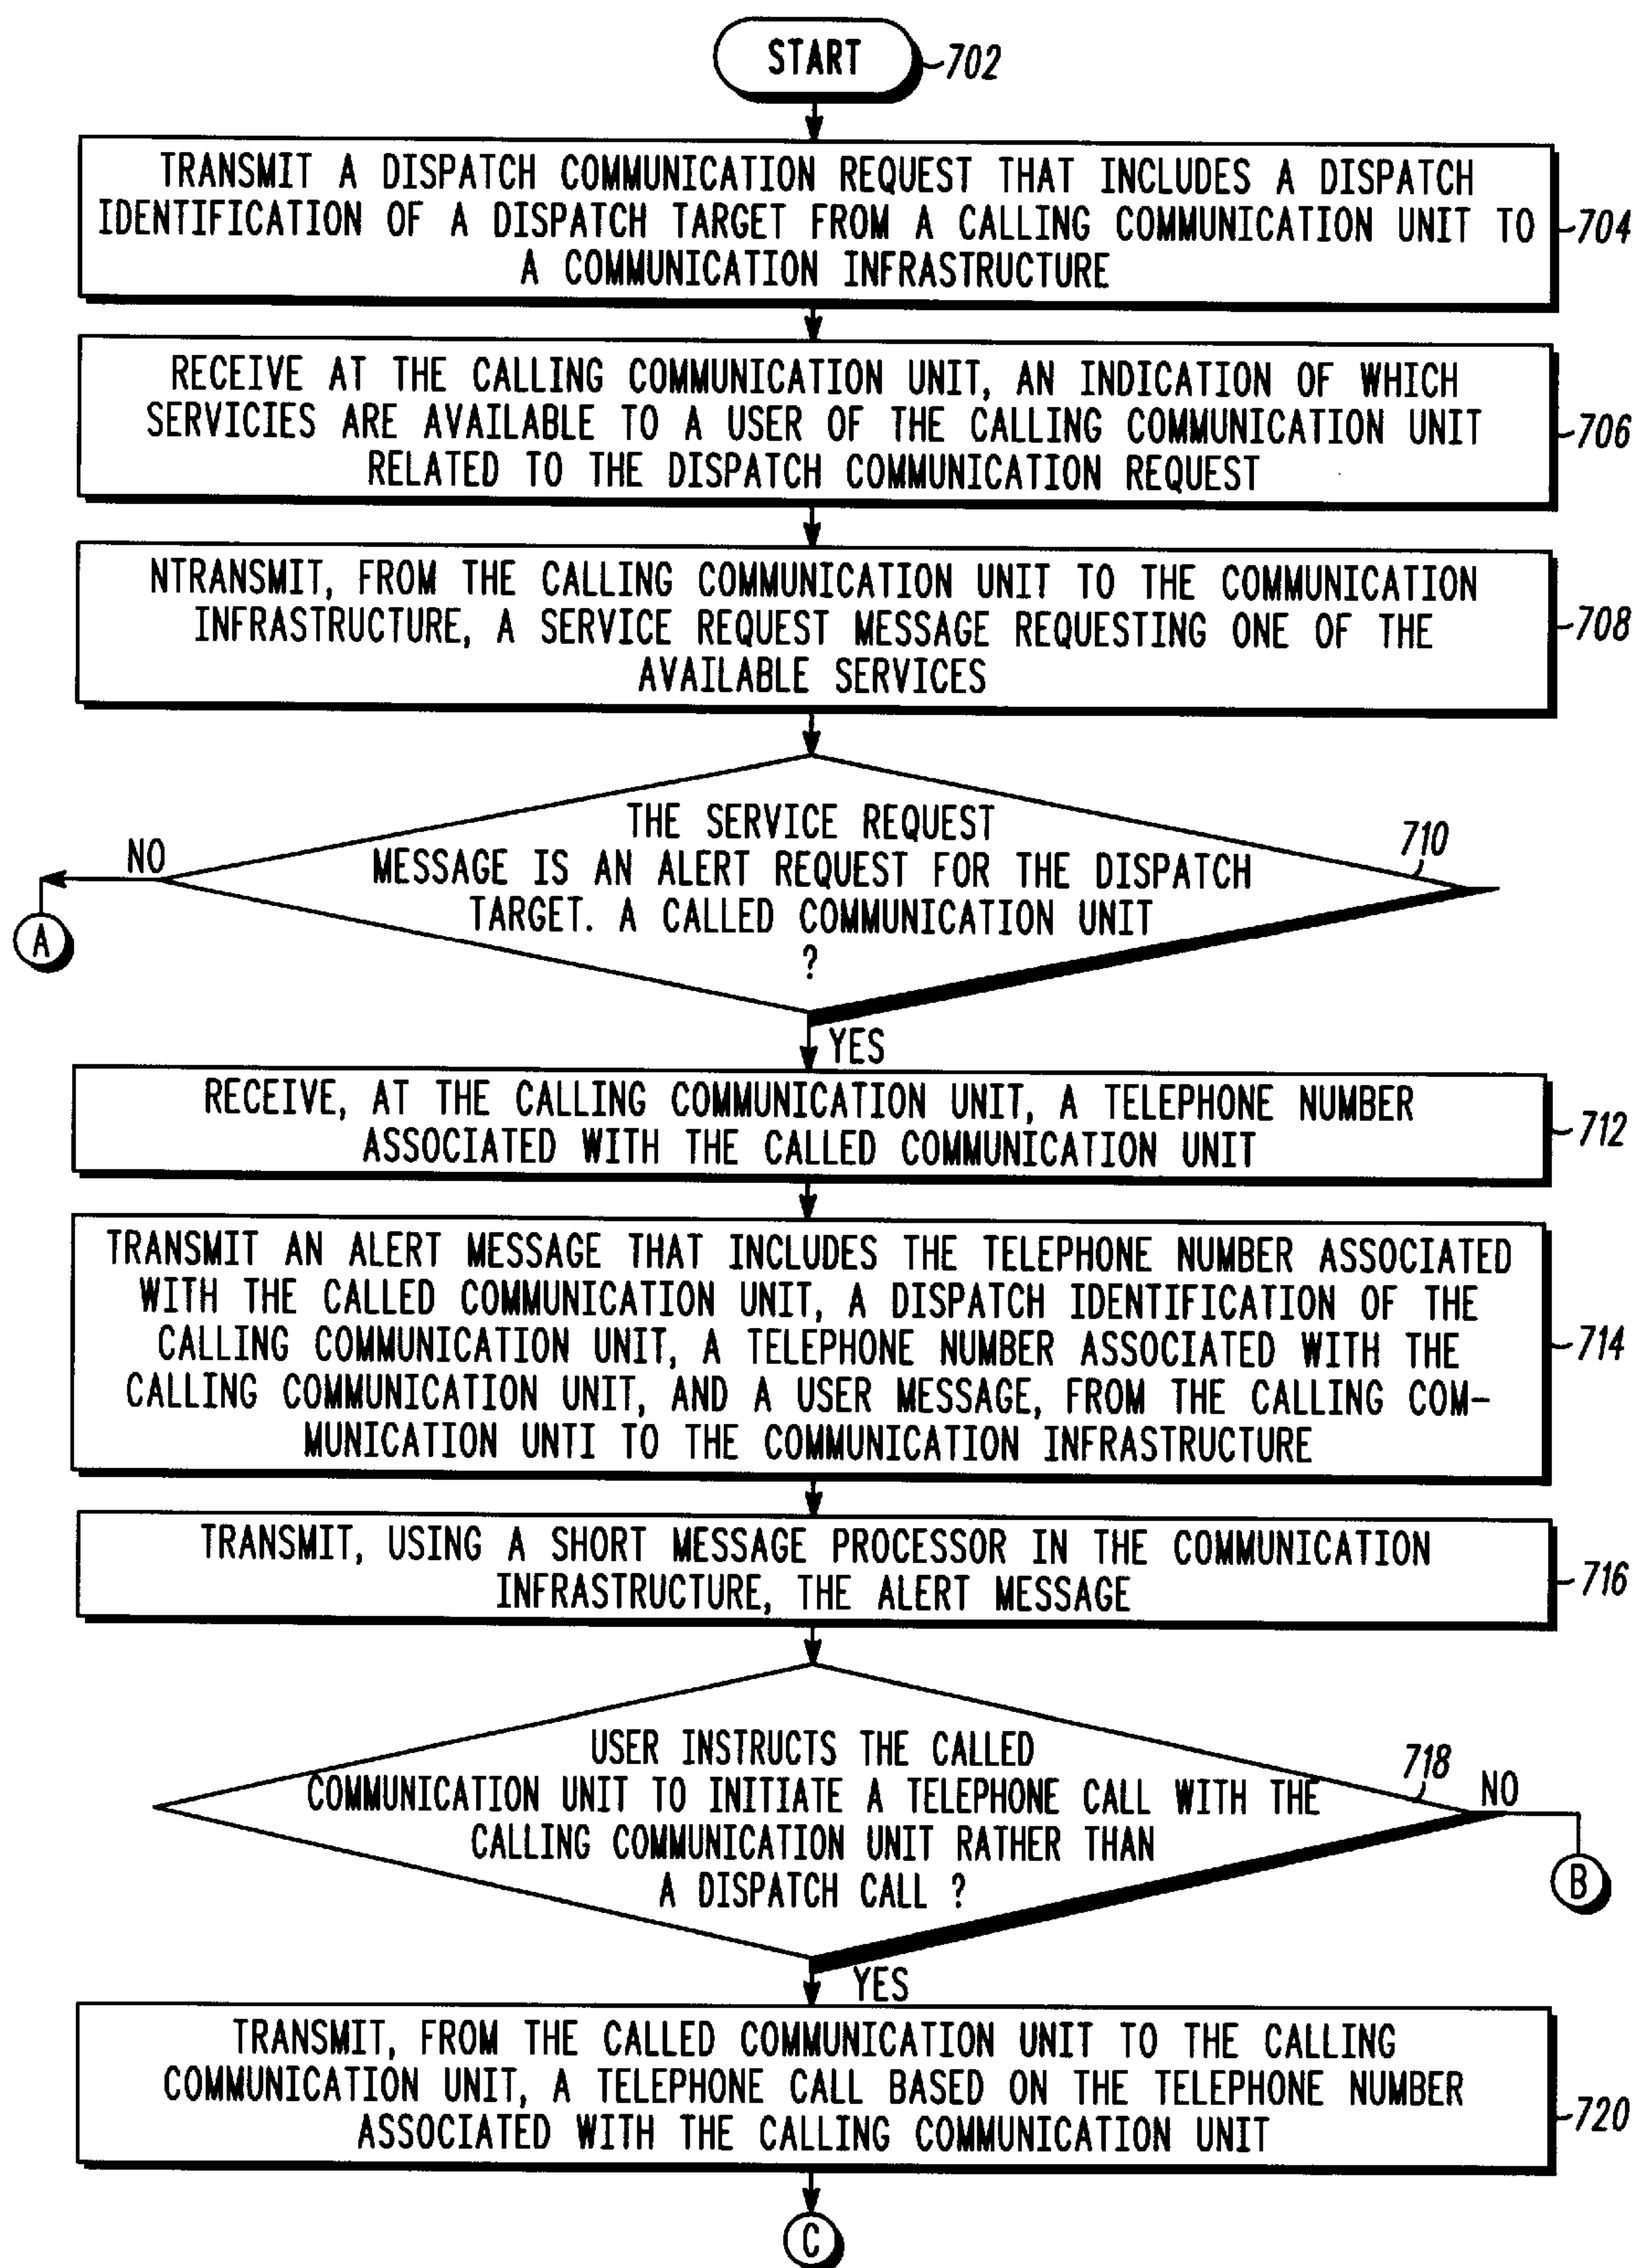 START
702
TRANSMIT A DISPATCH COMMUNICATION REQUEST THAT INCLUDES A DISPATCH
IDENTIFICATION OF A DISPATCH TARGET FROM A CALLING COMMUNICATION UNIT TO
A COMMUNICATION INFRASTRUCTURE
704
RECEIVE AT THE CALLING COMMUNICATION UNIT, AN INDICATION OF WHICH
SERVICIES ARE AVAILABLE TO A USER OF THE CALLING COMMUNICATION UNIT
RELATED TO THE DISPATCH COMMUNICATION REQUEST
706
NTRANSMIT, FROM THE CALLING COMMUNICATION UNIT TO THE COMMUNICATION
INFRASTRUCTURE, A SERVICE REQUEST MESSAGE REQUESTING ONE OF THE
AVAILABLE SERVICES
708
THE SERVICE REQUEST
MESSAGE IS AN ALERT REQUEST FOR THE DISPATCH
TARGET. A CALLED COMMUNICATION UNIT
?
710
NO
A
YES
RECEIVE, AT THE CALLING COMMUNICATION UNIT, A TELEPHONE NUMBER
ASSOCIATED WITH THE CALLED COMMUNICATION UNIT
712
TRANSMIT AN ALERT MESSAGE THAT INCLUDES THE TELEPHONE NUMBER ASSOCIATED
WITH THE CALLED COMMUNICATION UNIT, A DISPATCH IDENTIFICATION OF THE
CALLING COMMUNICATION UNIT, A TELEPHONE NUMBER ASSOCIATED WITH THE
CALLING COMMUNICATION UNIT, AND A USER MESSAGE, FROM THE CALLING COM-
MUNICATION UNTI TO THE COMMUNICATION INFRASTRUCTURE
714
TRANSMIT, USING A SHORT MESSAGE PROCESSOR IN THE COMMUNICATION
INFRASTRUCTURE, THE ALERT MESSAGE
716
USER INSTRUCTS THE CALLED
COMMUNICATION UNIT TO INITIATE A TELEPHONE CALL WITH THE
CALLING COMMUNICATION UNIT RATHER THAN
A DISPATCH CALL ?
718
NO
B
YES
TRANSMIT, FROM THE CALLED COMMUNICATION UNIT TO THE CALLING
COMMUNICATION UNIT, A TELEPHONE CALL BASED ON THE TELEPHONE NUMBER
ASSOCIATED WITH THE CALLING COMMUNICATION UNIT
720
C